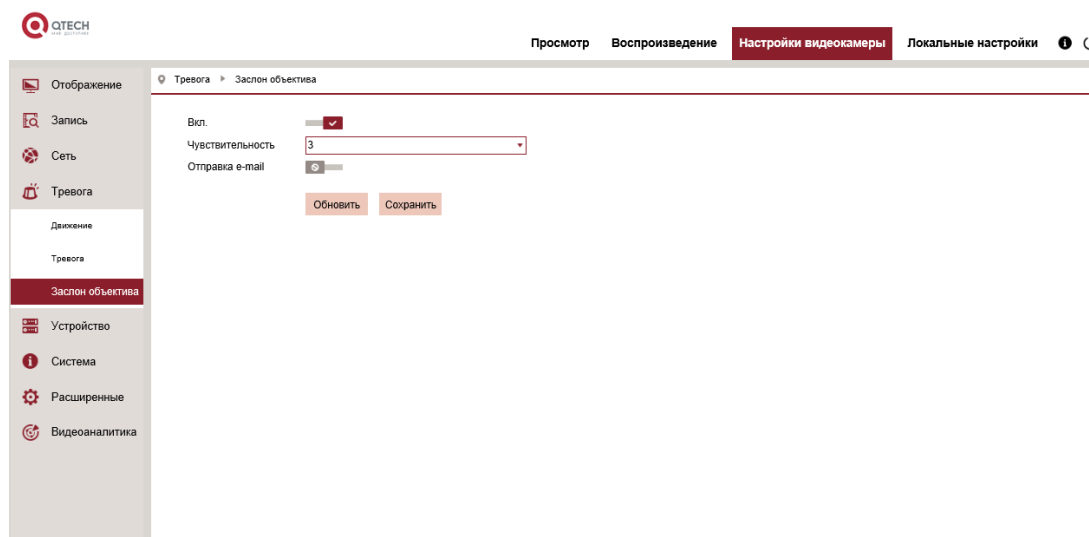 QTECH
Просмотр Воспроизведение Настройки видеокамеры Локальные настройки
Тревога Заслон объектива
Отображение
Запись
Сеть
Тревога
Движение
Тревога
Заслон объектива
Устройство
Система
Расширенные
Видеоаналитика
Вкл.
Чувствительность 3
Отправка e-mail
Обновить Сохранить